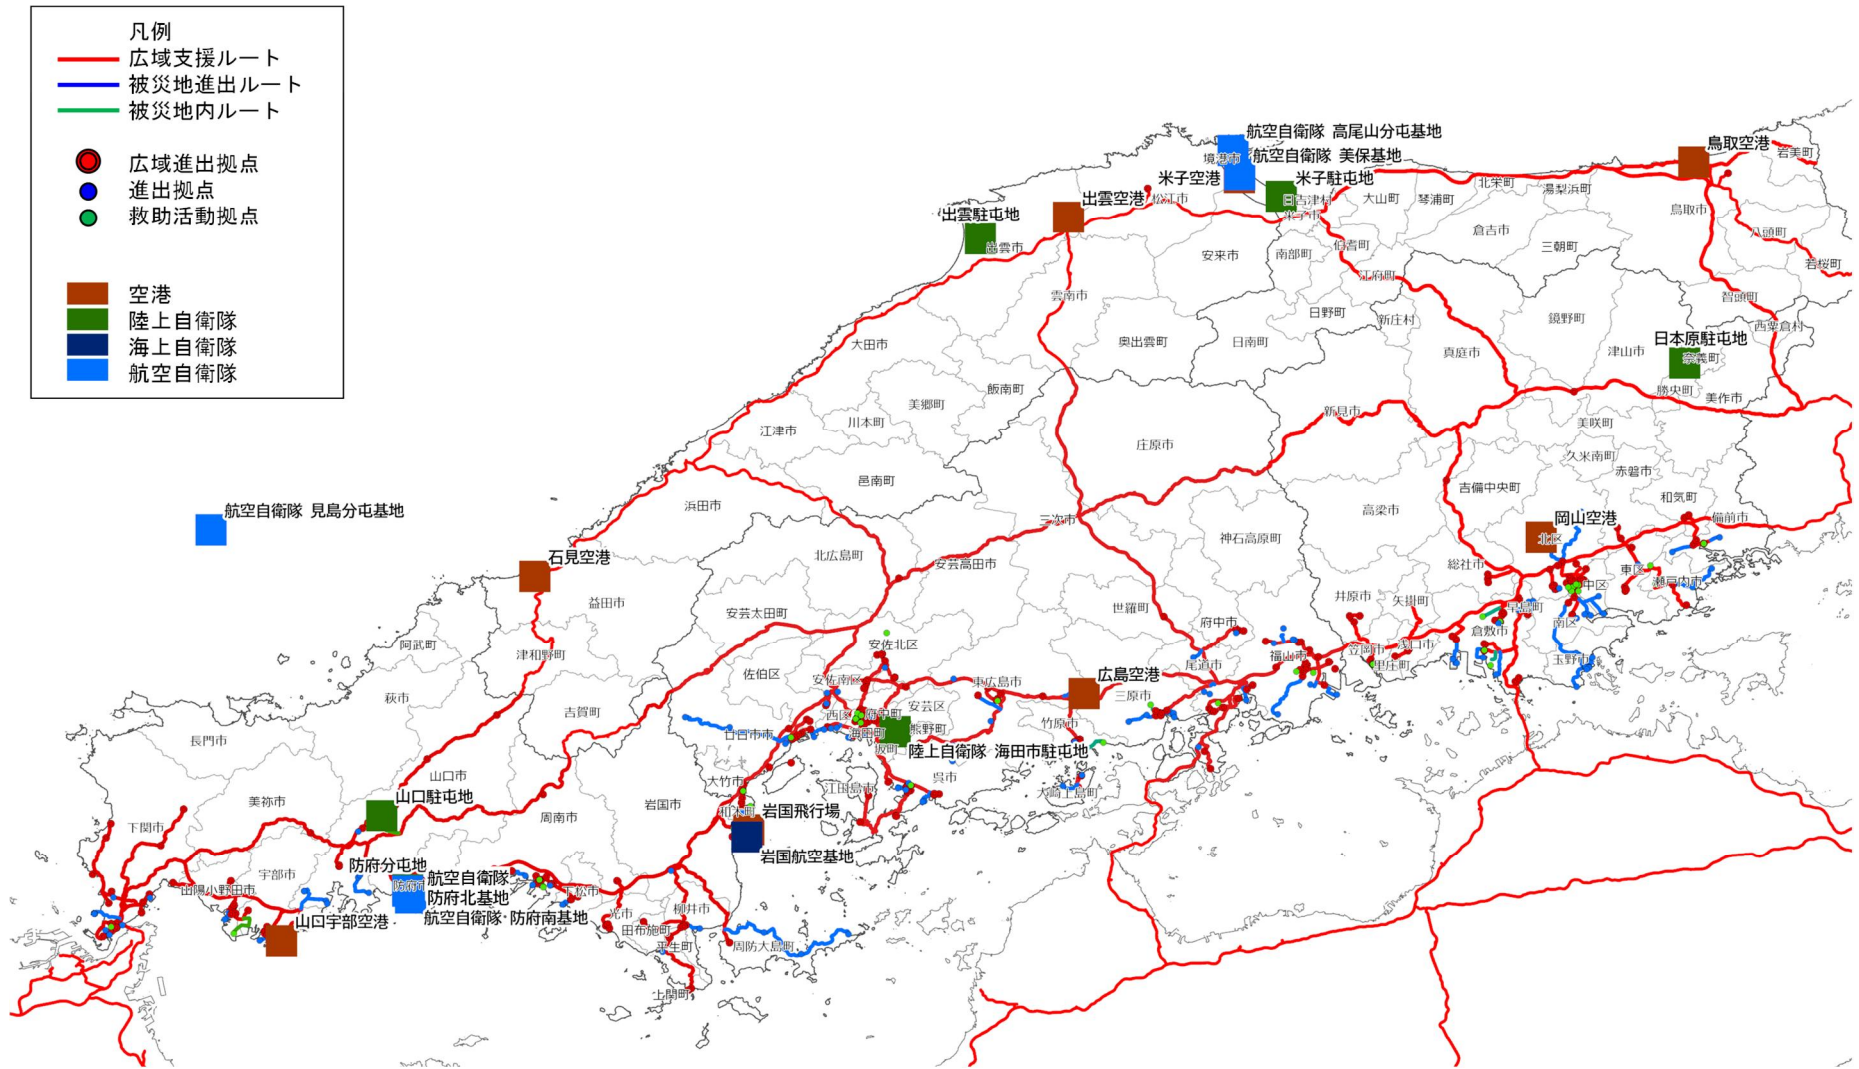 凡例
広域支援ルート
被災地進出ルート
被災地内ルート
広域進出拠点
進出拠点
救助活動拠点
空港
陸上自衛隊
海上自衛隊
航空自衛隊
航空自衛隊 高尾山分屯基地
境港市
航空自衛隊 美保基地
米子空港
米子駐屯地
日吉津村
米子市
鳥取空港
岩美町
北栄町
湯梨浜町
大山町
琴浦町
鳥取市
出雲空港
松江市
出雲駐屯地
出雲市
倉吉市
三朝町
八頭町
若桜町
安来市
南部町
伯耆町
江府町
雲南市
智頭町
西粟倉村
日野町
新庄村
鏡野町
奥出雲町
日南町
真庭市
津山市
日本原駐屯地
奈義町
勝央町
美作市
大田市
飯南町
美郷町
川本町
江津市
新見市
庄原市
美咲町
久米南町
赤磐市
邑南町
吉備中央町
和気町
浜田市
高梁市
備前市
航空自衛隊 見島分屯基地
三次市
岡山空港
北区
神石高原町
石見空港
北広島町
安芸高田市
総社市
東区
瀬戸内市
中区
益田市
安芸太田町
世羅町
井原市
矢掛町
早島町
府中市
倉敷市
南区
阿武町
津和野町
安佐北区
尾道市
福山市
笠岡市
浅口市
里庄町
玉野市
佐伯区
安佐南区
東広島市
広島空港
三原市
萩市
吉賀町
西区
府中町
安芸区
竹原市
長門市
廿日市市
海田町
熊野町
坂町
陸上自衛隊 海田市駐屯地
山口市
大竹市
江田島市
呉市
大崎上島町
山口駐屯地
美祢市
岩国市
和木町
岩国飛行場
下関市
周南市
岩国航空基地
防府分屯地
宇部市
航空自衛隊
防府市
防府北基地
航空自衛隊 防府南基地
山陽小野田市
下松市
山口宇部空港
光市
柳井市
田布施町
平生町
周防大島町
上関町